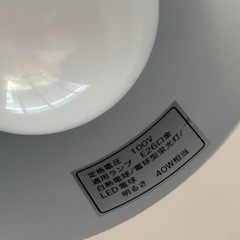 定格電圧 100V
適用ランプ E26口金
白熱電球/電球型蛍光灯/
LED電球
明るさ 40W相当